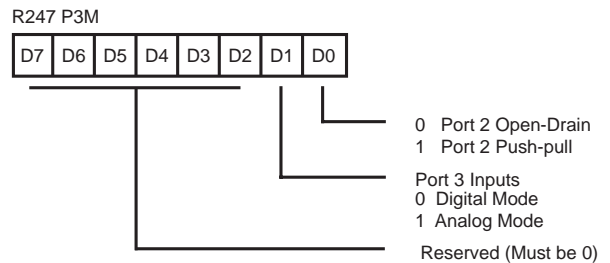 R247 P3M
D7 D6 D5 D4 D3 D2 D1 D0
0 Port 2 Open-Drain
1 Port 2 Push-pull
Port 3 Inputs
0 Digital Mode
1 Analog Mode
Reserved (Must be 0)